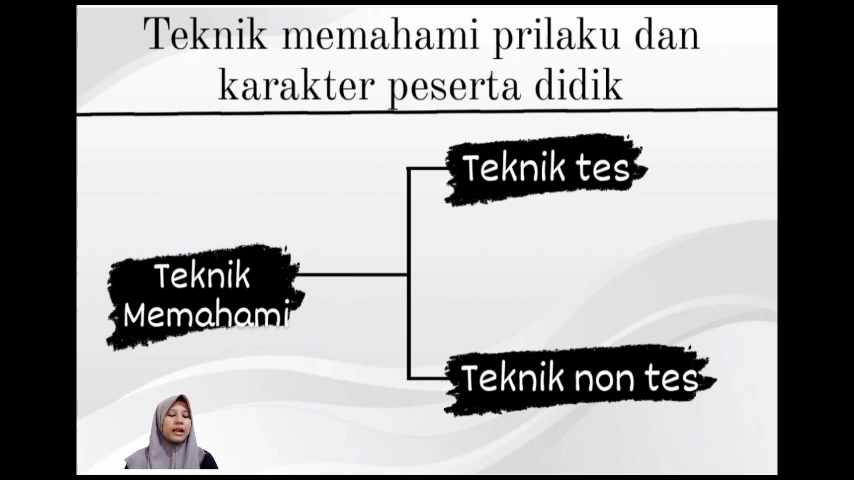 Teknik memahami prilaku dan
karakter peserta didik
Teknik tes
Teknik
Memahami
Teknik non tes